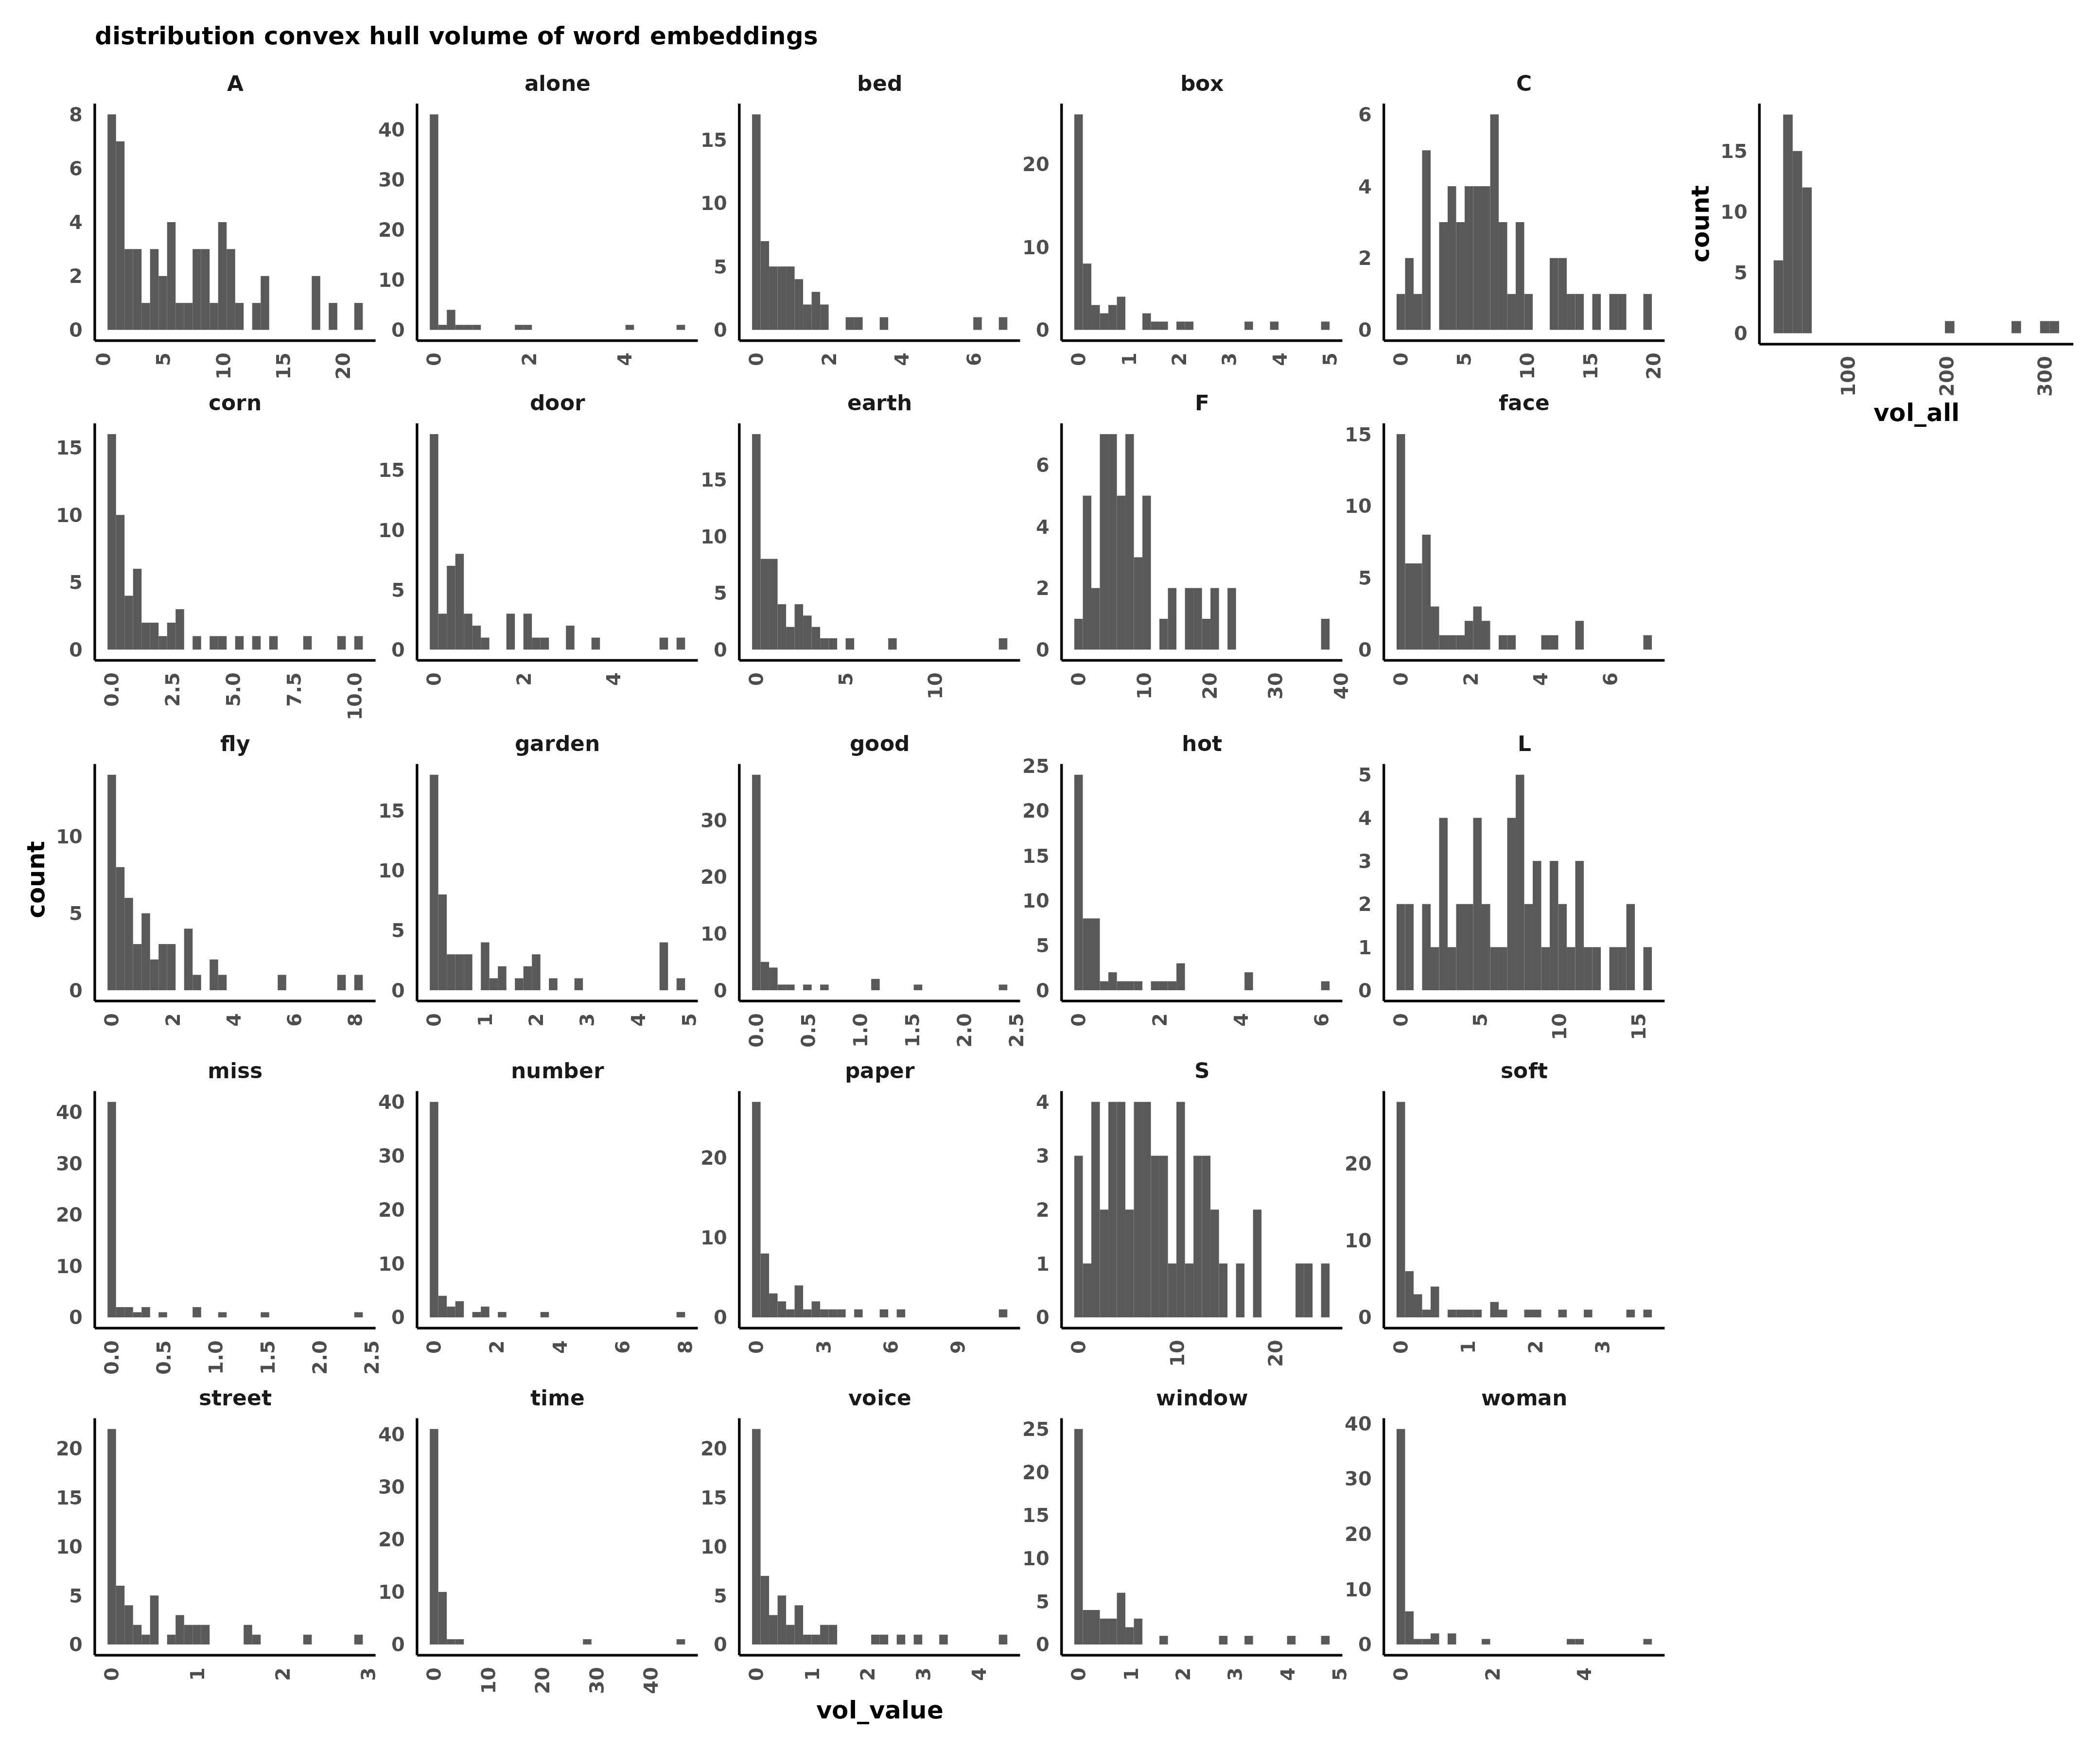 distribution convex hull volume of word embeddings
A alone bed box C
8 6 4 2 0
40 30 20 10 0
15 10 5 0
20 10 0
6 4 2 0
15 10 5 0
count
0 5 10 15 20
0 2 4
0 2 4 6
0 1 2 3 4 5
0 5 10 15 20
100 200 300
vol_all
corn door earth F face
15 10 5 0
15 10 5 0
15 10 5 0
6 4 2 0
15 10 5 0
0.0 2.5 5.0 7.5 10.0
0 2 4
0 5 10
0 10 20 30 40
0 2 4 6
fly garden good hot L
10 5 0
15 10 5 0
30 20 10 0
25 20 15 10 5 0
5 4 3 2 1 0
count
0 2 4 6 8
0 1 2 3 4 5
0.0 0.5 1.0 1.5 2.0 2.5
0 2 4 6
0 5 10 15
miss number paper S soft
40 30 20 10 0
40 30 20 10 0
20 10 0
4 3 2 1 0
20 10 0
0.0 0.5 1.0 1.5 2.0 2.5
0 2 4 6 8
0 3 6 9
0 10 20
0 1 2 3
street time voice window woman
20 15 10 5 0
40 30 20 10 0
20 15 10 5 0
25 20 15 10 5 0
40 30 20 10 0
0 1 2 3
0 10 20 30 40
0 1 2 3 4
0 1 2 3 4 5
0 2 4
vol_value